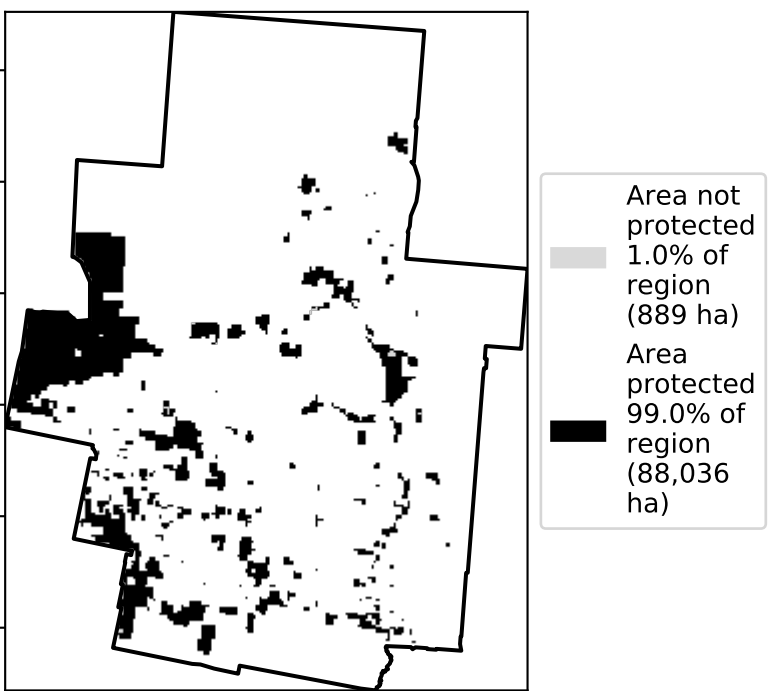 Area not
protected
1.0% of
region
(889 ha)
Area
protected
99.0% of
region
(88,036
ha)